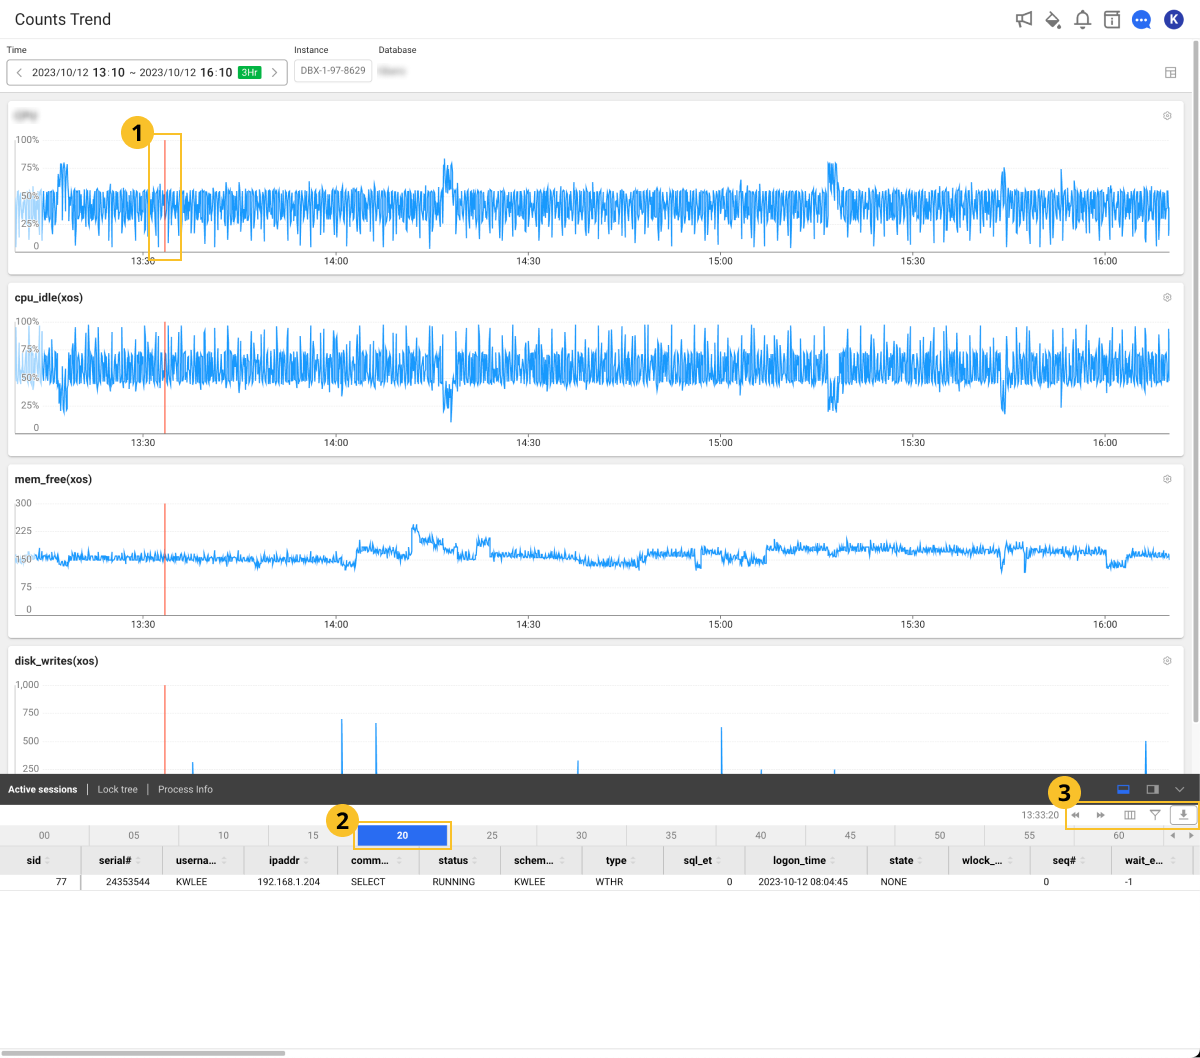 Counts Trend
K
Time
Instance
Database
2023/10/12 13:10 ~ 2023/10/12 16:10 3Hr
DBX-1-97-8629
1
100%
75%
50%
25%
0
13:30 14:00 14:30 15:00 15:30 16:00
cpu_idle(xos)
100%
75%
50%
25%
0
13:30 14:00 14:30 15:00 15:30 16:00
mem_free(xos)
300
225
150
75
0
13:30 14:00 14:30 15:00 15:30 16:00
disk_writes(xos)
1,000
750
500
250
Active sessions | Lock tree | Process Info
3
2
13:33:20
00 05 10 15 20 25 30 35 40 45 50 55 60
sid serial# userna... ipaddr comm... status schem... type sql_et logon_time state wlock_... seq# wait_e...
77 24353544 KWLEE 192.168.1.204 SELECT RUNNING KWLEE WTHR 0 2023-10-12 08:04:45 NONE 0 -1